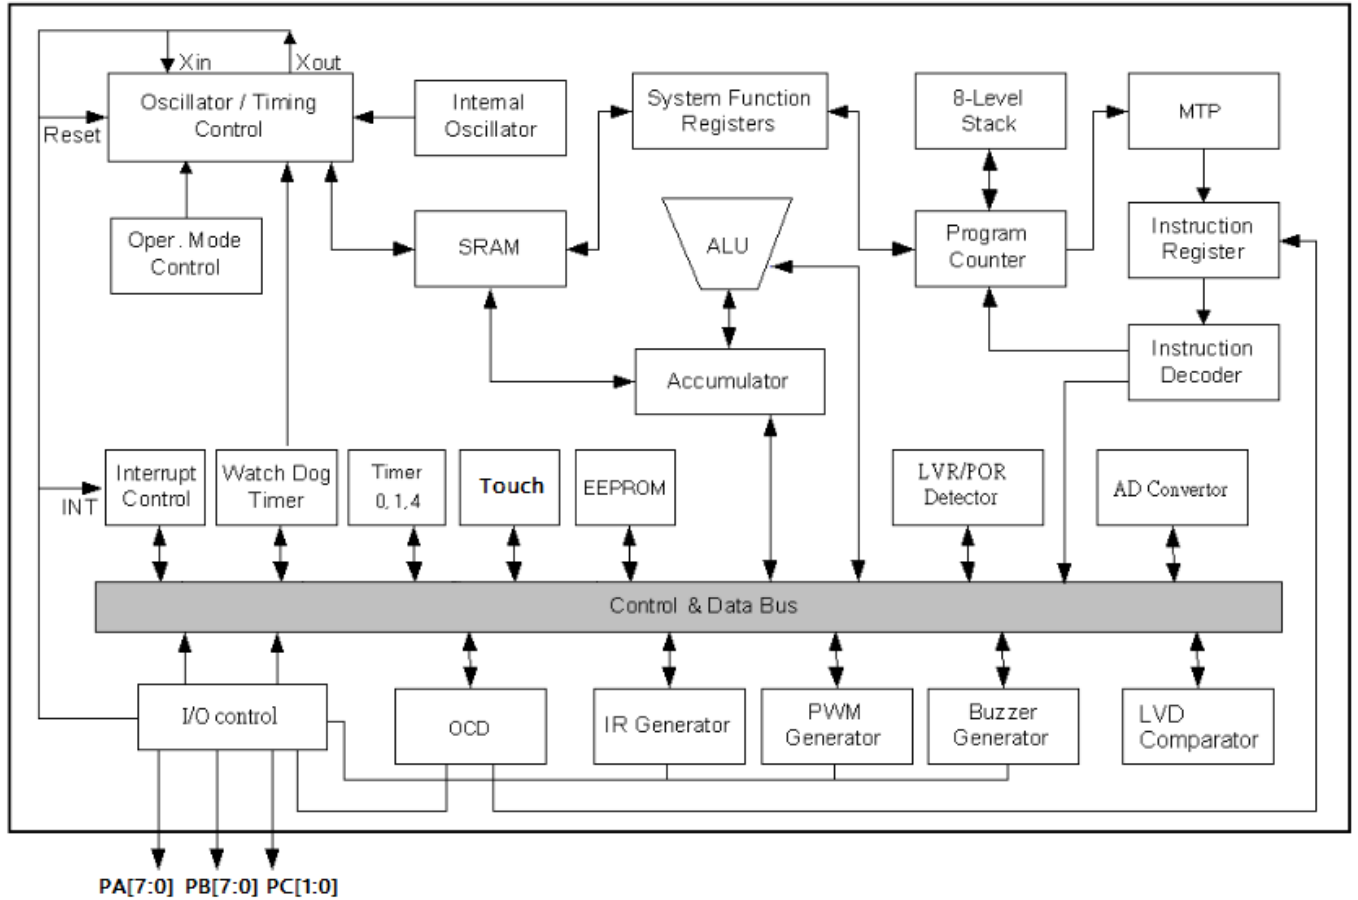 Xin
Xout
Oscillator / Timing
Control
Reset
Internal
Oscillator
System Function
Registers
8-Level
Stack
MTP
Oper. Mode
Control
SRAM
ALU
Program
Counter
Instruction
Register
Accumulator
Instruction
Decoder
Interrupt
Control
INT
Watch Dog
Timer
Timer
0, 1, 4
Touch
EEPROM
LVR/POR
Detector
AD Convertor
Control & Data Bus
I/O control
OCD
IR Generator
PWM
Generator
Buzzer
Generator
LVD
Comparator
PA[7:0] PB[7:0] PC[1:0]